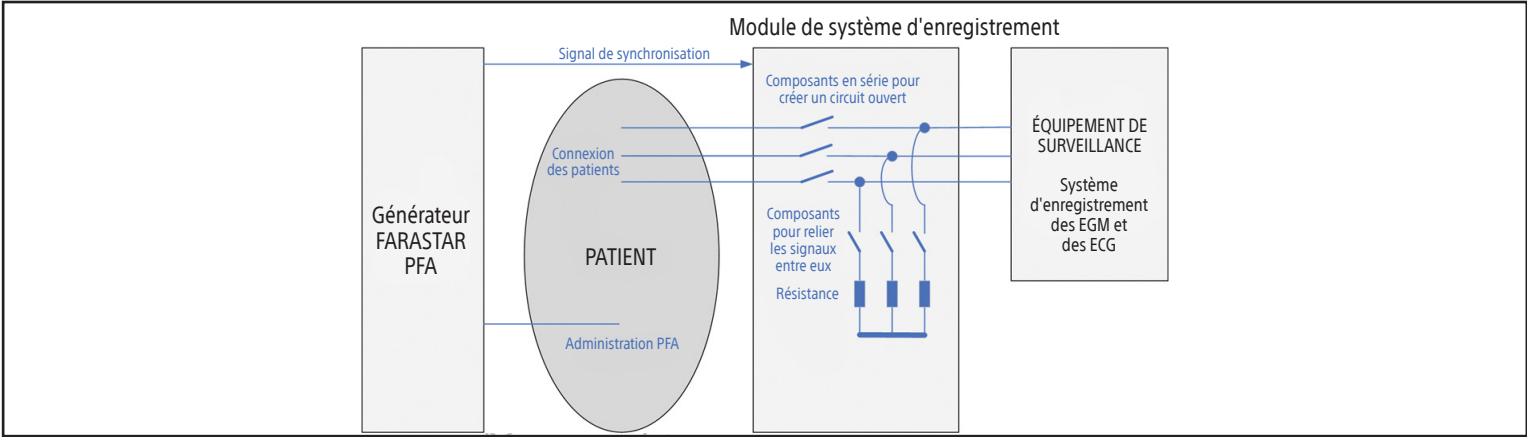 Module de système d'enregistrement
Signal de synchronisation
Composants en série pour
créer un circuit ouvert
ÉQUIPEMENT DE
SURVEILLANCE
Connexion
des patients
Système
d'enregistrement
des EGM et
des ECG
Générateur
FARASTAR
PFA
PATIENT
Composants
pour relier
les signaux
entre eux
Résistance
Administration PFA